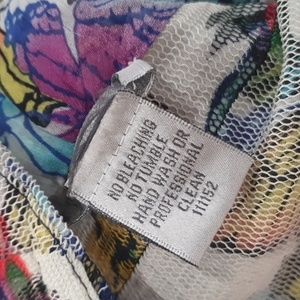 NO BLEACHING
NO TUMBLE
HAND WASH OR
PROFESSIONAL
CLEAN
111152